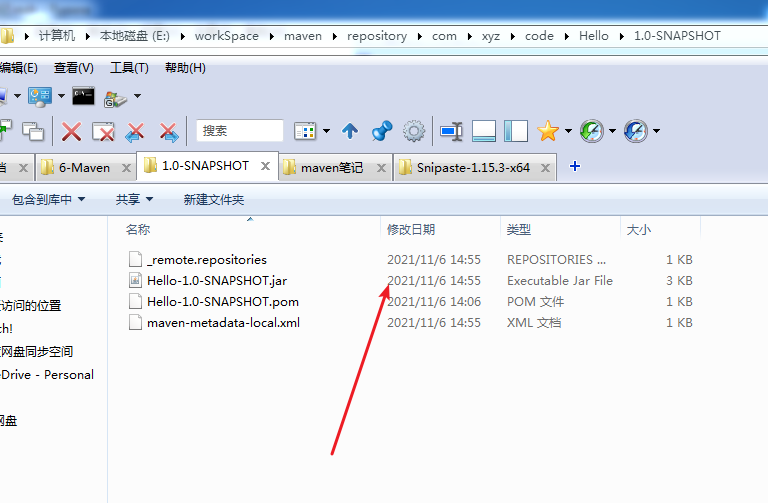 计算机 本地磁盘 (E:) workSpace maven repository com xyz code Hello 1.0-SNAPSHOT
编辑(E) 查看(V) 工具(T) 帮助(H)
搜索
档 6-Maven 1.0-SNAPSHOT maven笔记 Snipaste-1.15.3-x64
包含到库中 共享 新建文件夹
名称 修改日期 类型 大小
_remote.repositories 2021/11/6 14:55 REPOSITORIES ... 1 KB
Hello-1.0-SNAPSHOT.jar 2021/11/6 14:55 Executable Jar File 3 KB
Hello-1.0-SNAPSHOT.pom 2021/11/6 14:06 POM 文件 1 KB
maven-metadata-local.xml 2021/11/6 14:55 XML 文档 1 KB
访问的位置
ch!
网盘同步空间
Drive - Personal
网盘